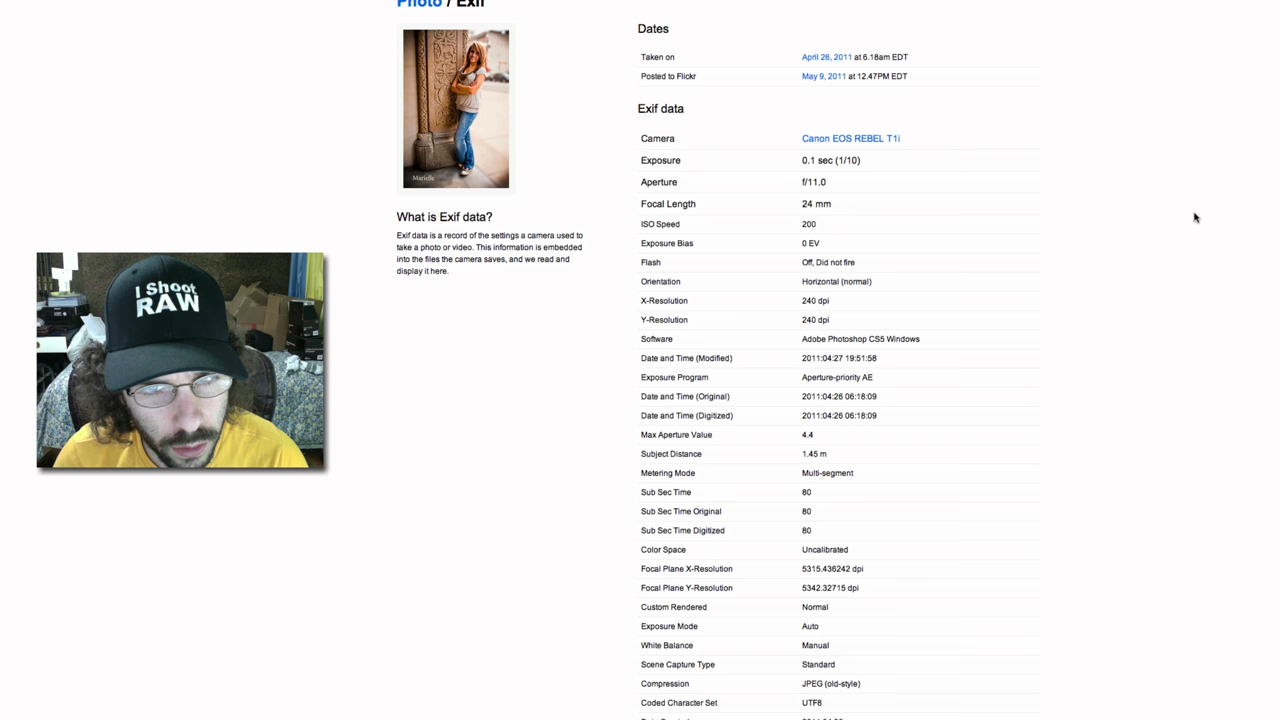 Photo / Exif
Marielle
What is Exif data?
Exif data is a record of the settings a camera used to
take a photo or video. This information is embedded
into the files the camera saves, and we read and
display it here.
I Shoot
RAW
Dates
Taken on April 26, 2011 at 6.18am EDT
Posted to Flickr May 9, 2011 at 12.47PM EDT
Exif data
Camera Canon EOS REBEL T1i
Exposure 0.1 sec (1/10)
Aperture f/11.0
Focal Length 24 mm
ISO Speed 200
Exposure Bias 0 EV
Flash Off, Did not fire
Orientation Horizontal (normal)
X-Resolution 240 dpi
Y-Resolution 240 dpi
Software Adobe Photoshop CS5 Windows
Date and Time (Modified) 2011:04:27 19:51:58
Exposure Program Aperture-priority AE
Date and Time (Original) 2011:04:26 06:18:09
Date and Time (Digitized) 2011:04:26 06:18:09
Max Aperture Value 4.4
Subject Distance 1.45 m
Metering Mode Multi-segment
Sub Sec Time 80
Sub Sec Time Original 80
Sub Sec Time Digitized 80
Color Space Uncalibrated
Focal Plane X-Resolution 5315.436242 dpi
Focal Plane Y-Resolution 5342.32715 dpi
Custom Rendered Normal
Exposure Mode Auto
White Balance Manual
Scene Capture Type Standard
Compression JPEG (old-style)
Coded Character Set UTF8